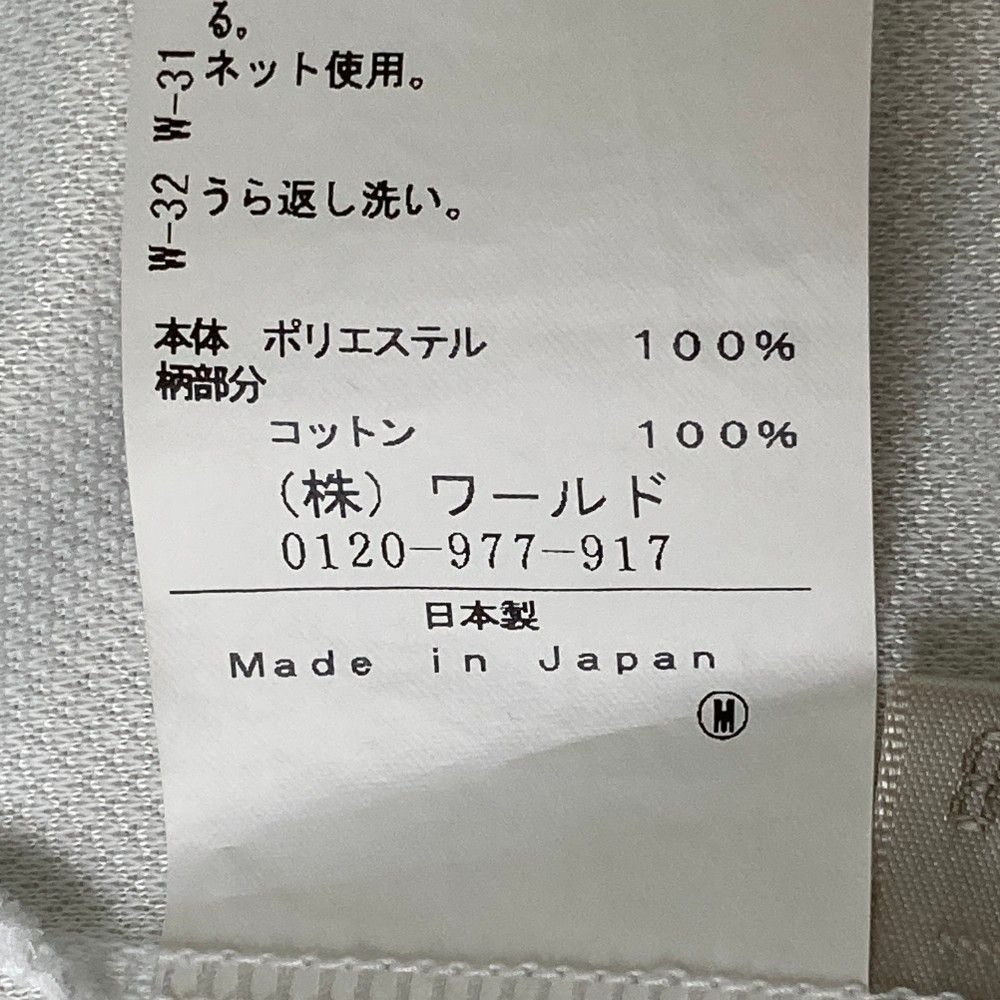 る。
W-31 ネット使用。
W-32 うら返し洗い。
本体 ポリエステル 100%
柄部分
コットン 100%
(株) ワールド
0120-977-917
日本製
Made in Japan
M